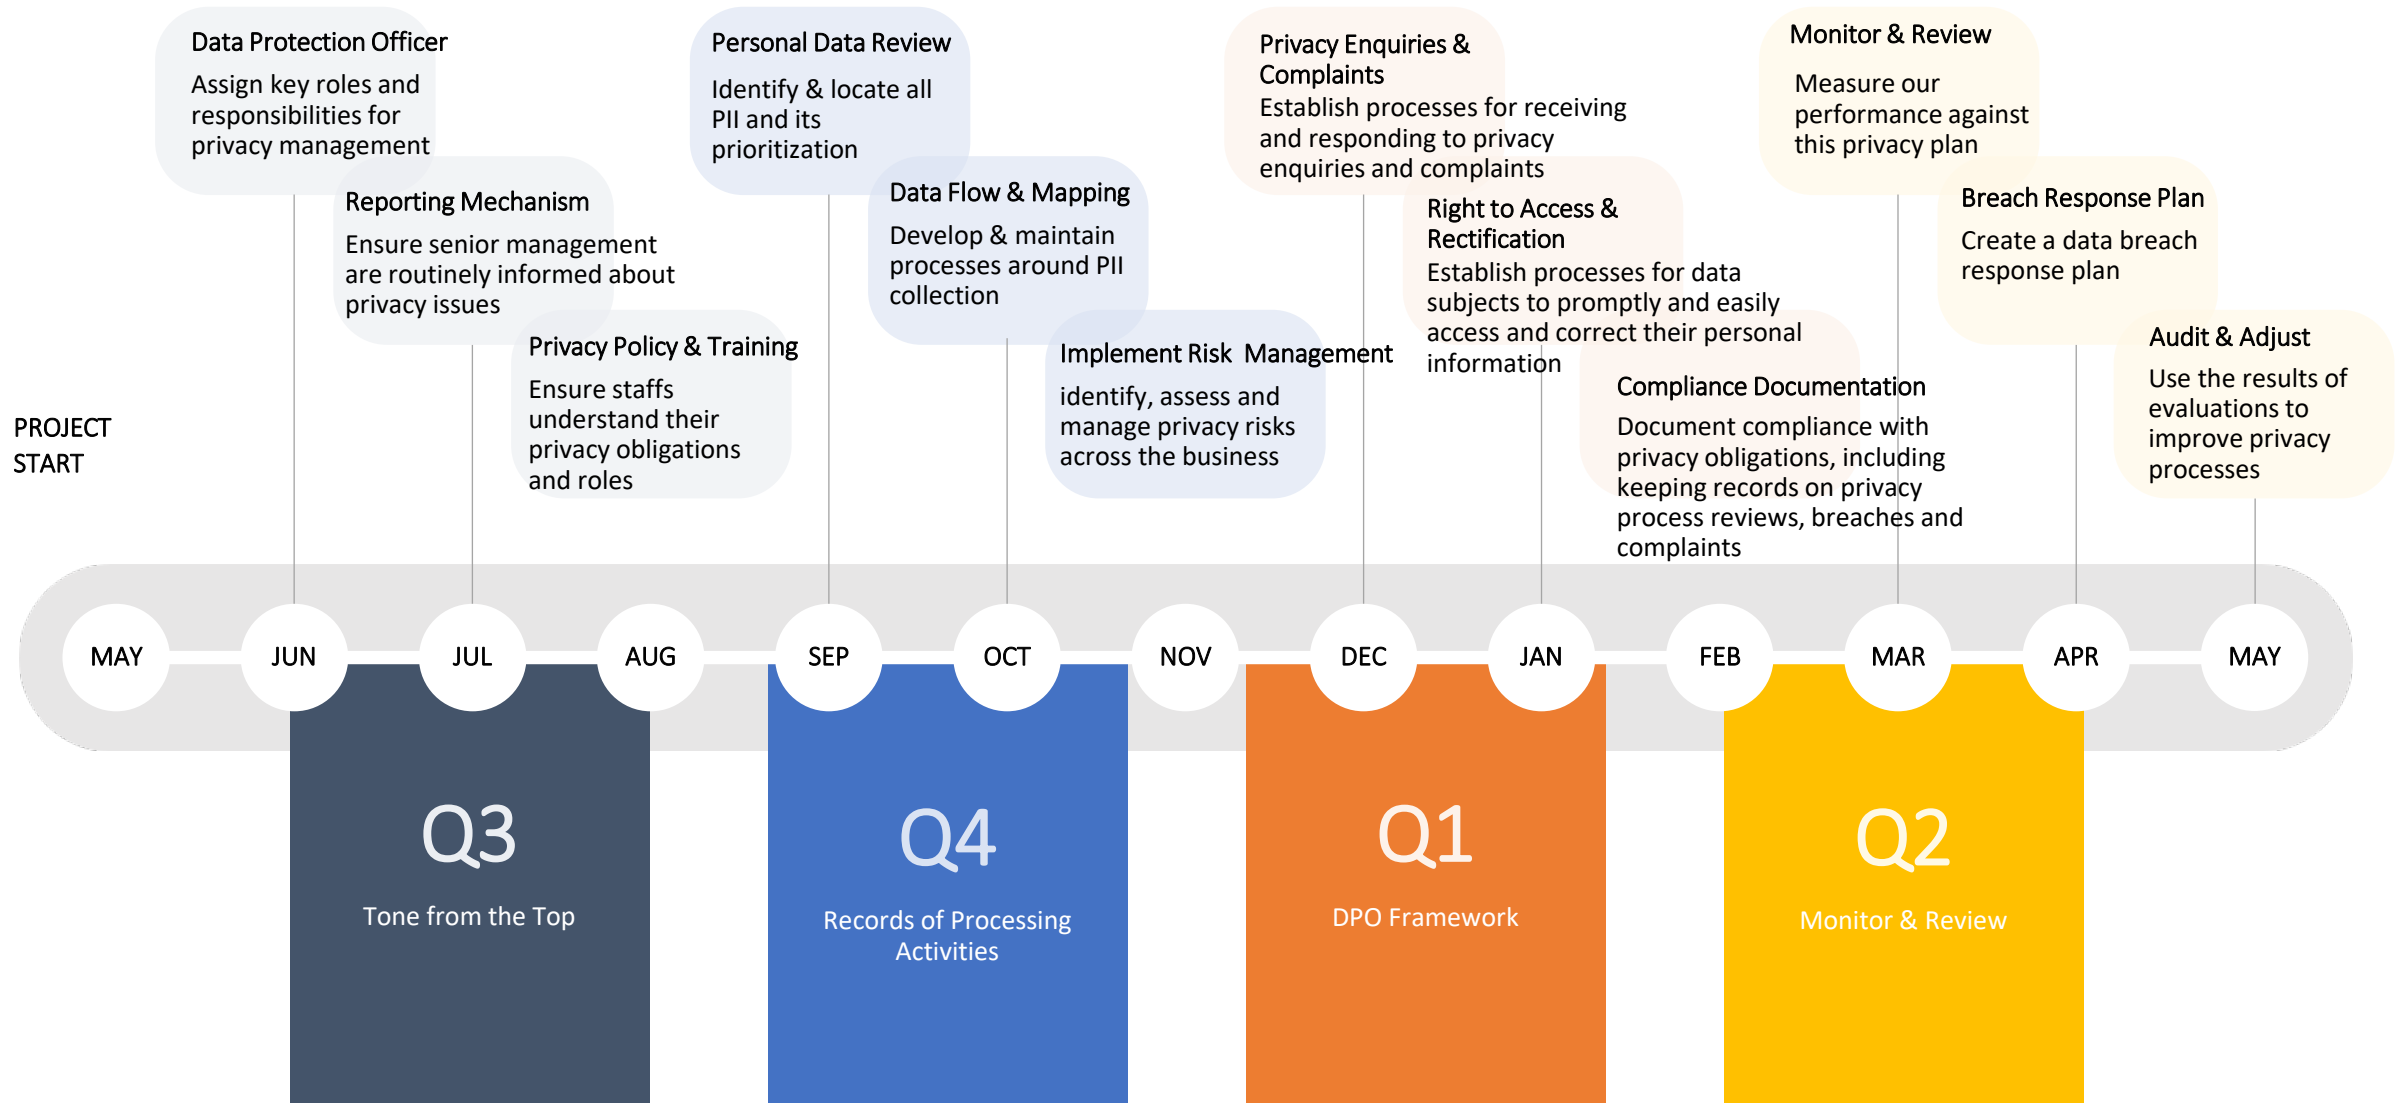 Data Protection Officer
Assign key roles and
responsibilities for
privacy management
Reporting Mechanism
Ensure senior management
are routinely informed about
privacy issues
Privacy Policy & Training
Ensure staffs
understand their
privacy obligations
and roles
Personal Data Review
Identify & locate all
PII and its
prioritization
Data Flow & Mapping
Develop & maintain
processes around PII
collection
Implement Risk  Management
identify, assess and
manage privacy risks
across the business
Privacy Enquiries &
Complaints
Establish processes for receiving
and responding to privacy
enquiries and complaints
Right to Access &
Rectification
Establish processes for data
subjects to promptly and easily
access and correct their personal
information
Compliance Documentation
Document compliance with
privacy obligations, including
keeping records on privacy
process reviews, breaches and
complaints
Monitor & Review
Measure our
performance against
this privacy plan
Breach Response Plan
Create a data breach
response plan
Audit & Adjust
Use the results of
evaluations to
improve privacy
processes
PROJECT
START
MAY JUN JUL AUG SEP OCT NOV DEC JAN FEB MAR APR MAY
Q3
Tone from the Top
Q4
Records of Processing
Activities
Q1
DPO Framework
Q2
Monitor & Review